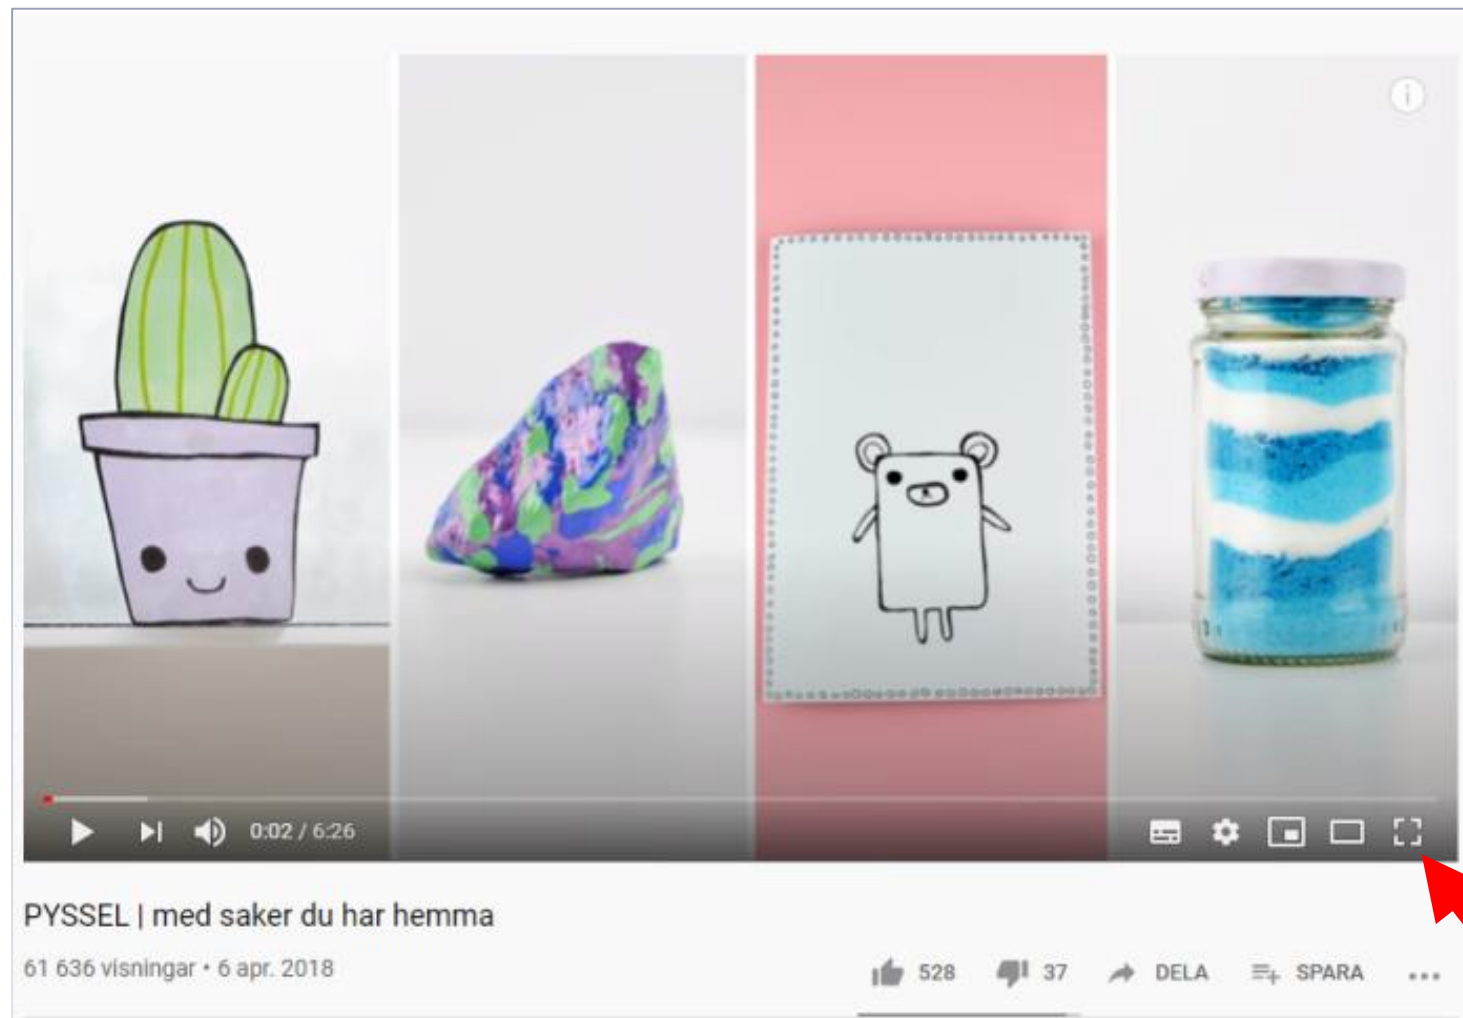 i
0:02 / 6:26
PYSSEL | med saker du har hemma
61 636 visningar • 6 apr. 2018
528 37 DELA SPARA ...